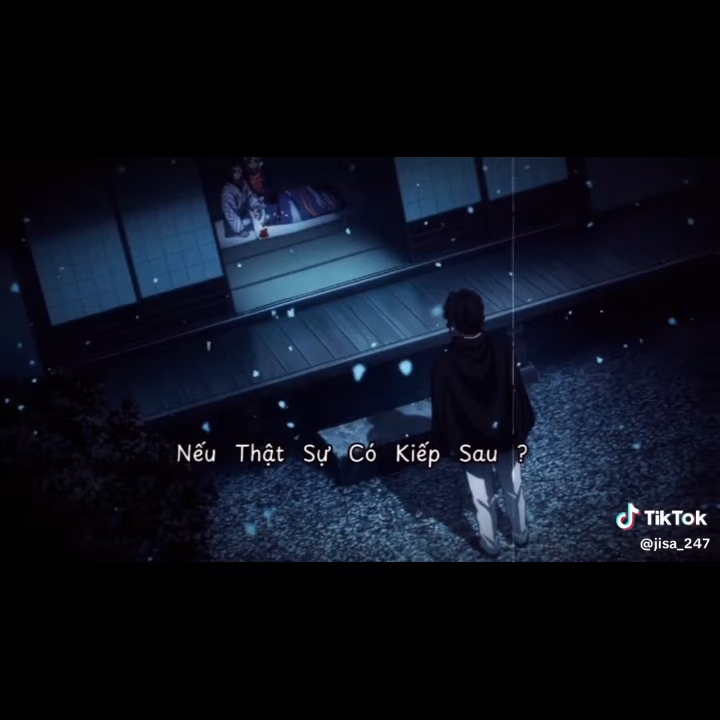 Nếu Thật Sự Có Kiếp Sau ?
TikTok
@jisa_247